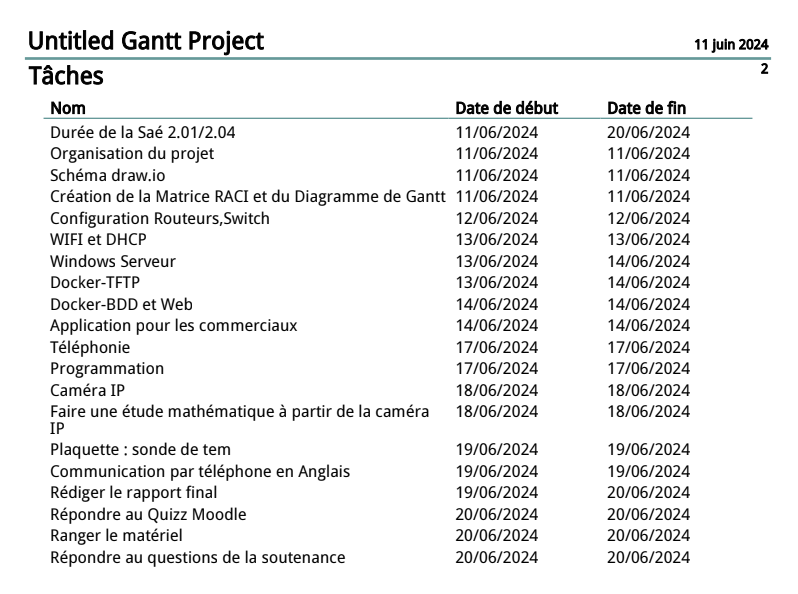 Untitled Gantt Project 11 juin 2024
Tâches 2
Nom Date de début Date de fin
Durée de la Saé 2.01/2.04 11/06/2024 20/06/2024
Organisation du projet 11/06/2024 11/06/2024
Schéma draw.io 11/06/2024 11/06/2024
Création de la Matrice RACI et du Diagramme de Gantt 11/06/2024 11/06/2024
Configuration Routeurs,Switch 12/06/2024 12/06/2024
WIFI et DHCP 13/06/2024 13/06/2024
Windows Serveur 13/06/2024 14/06/2024
Docker-TFTP 13/06/2024 14/06/2024
Docker-BDD et Web 14/06/2024 14/06/2024
Application pour les commerciaux 14/06/2024 14/06/2024
Téléphonie 17/06/2024 17/06/2024
Programmation 17/06/2024 17/06/2024
Caméra IP 18/06/2024 18/06/2024
Faire une étude mathématique à partir de la caméra 18/06/2024 18/06/2024
IP
Plaquette : sonde de tem 19/06/2024 19/06/2024
Communication par téléphone en Anglais 19/06/2024 19/06/2024
Rédiger le rapport final 19/06/2024 20/06/2024
Répondre au Quizz Moodle 20/06/2024 20/06/2024
Ranger le matériel 20/06/2024 20/06/2024
Répondre au questions de la soutenance 20/06/2024 20/06/2024